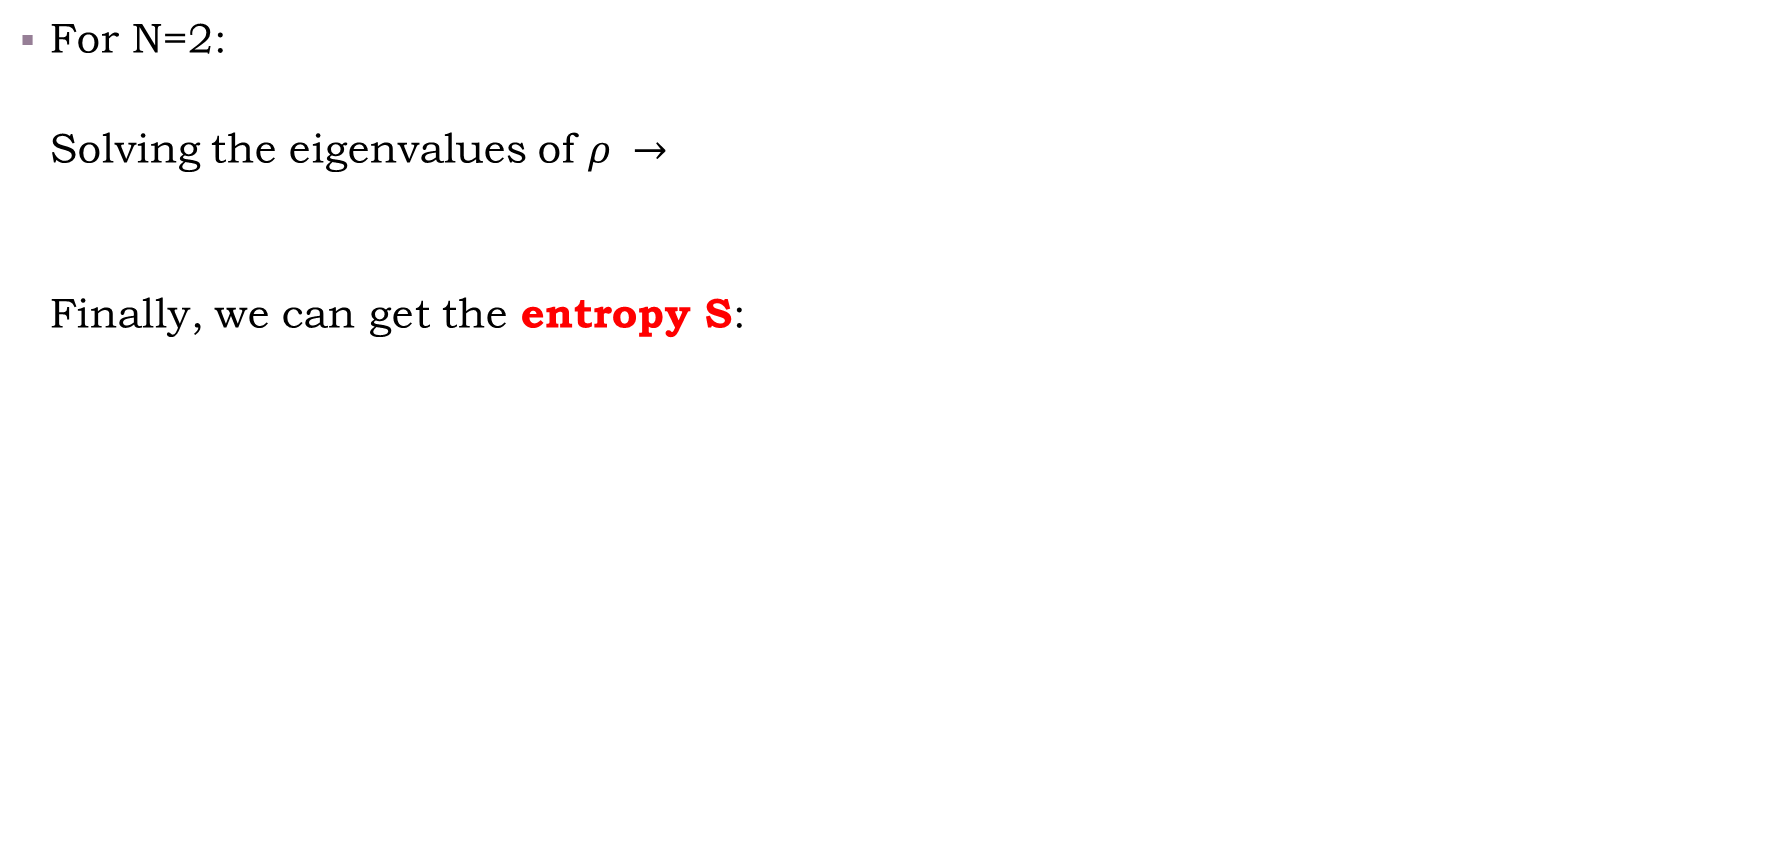 ▪ For N=2:
Solving the eigenvalues of ρ →
Finally, we can get the entropy S: